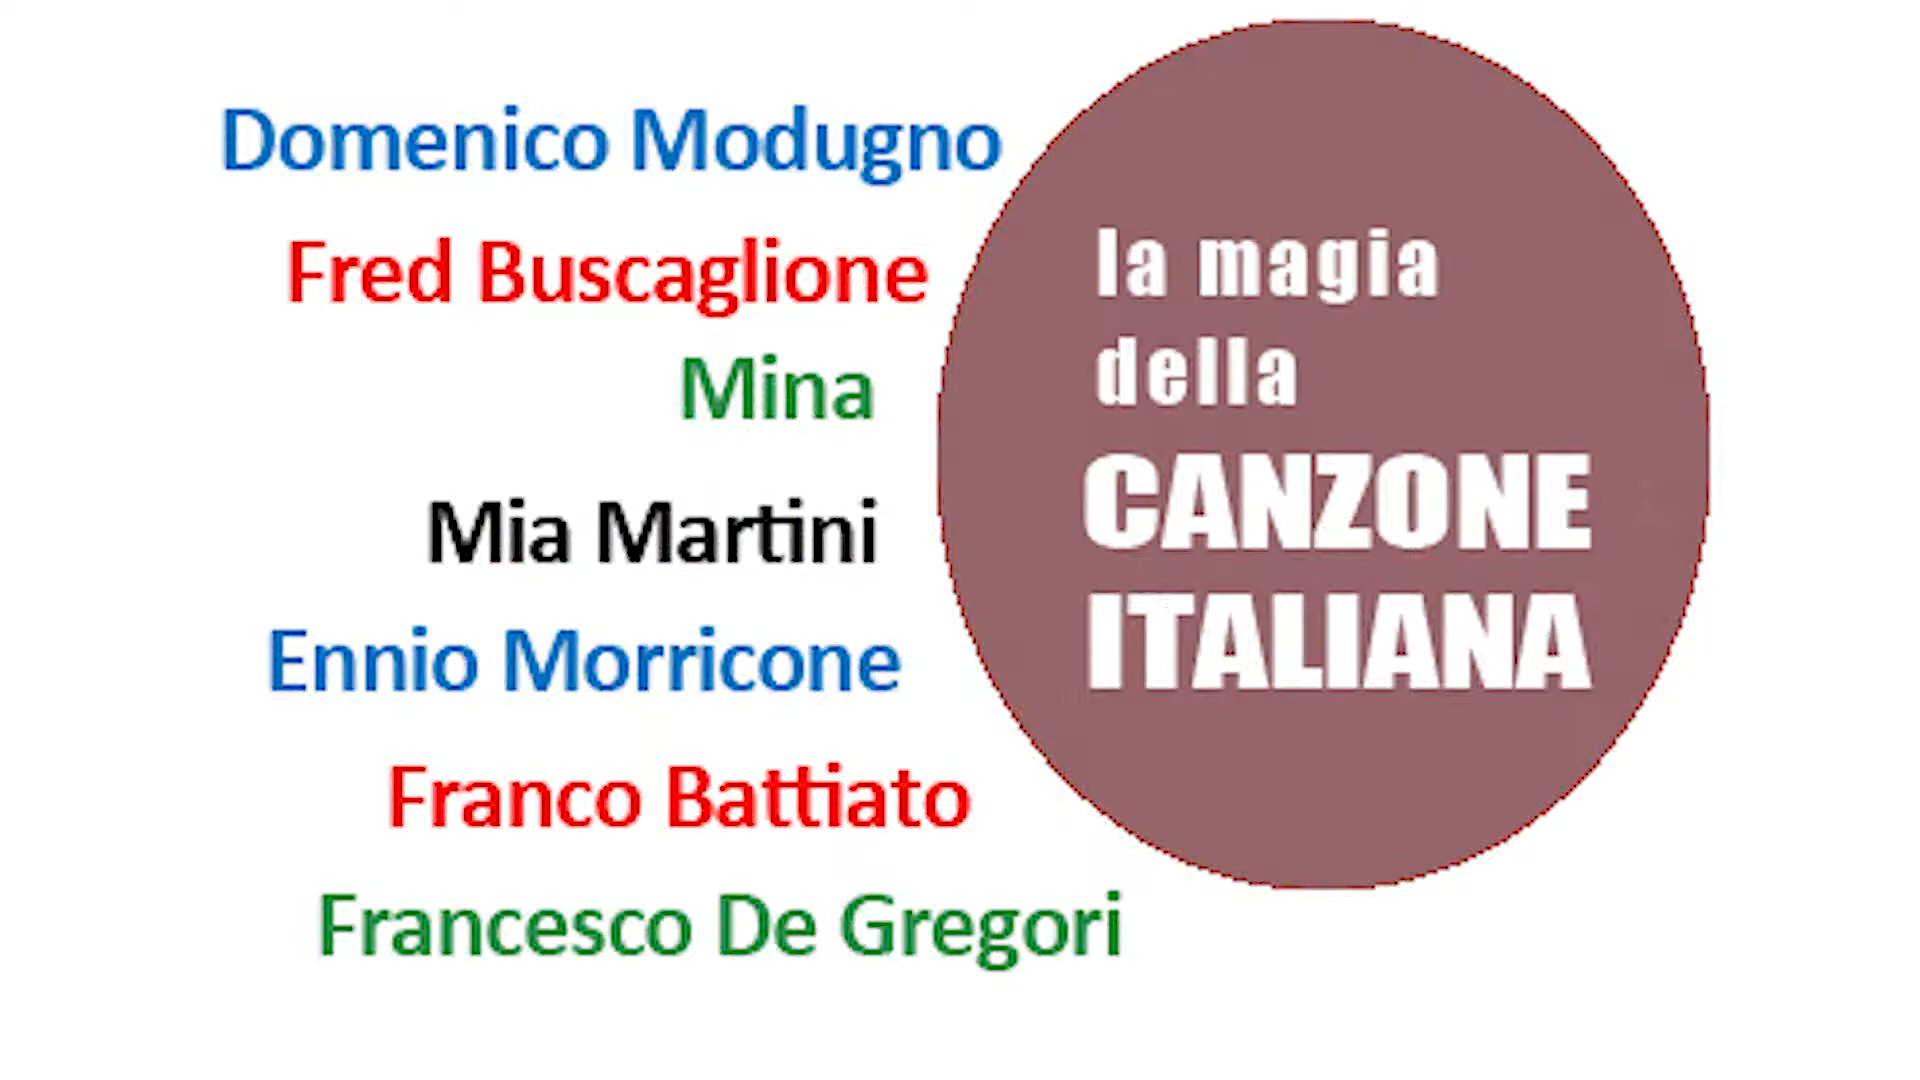 Domenico Modugno
Fred Buscaglione
Mina
Mia Martini
Ennio Morricone
Franco Battiato
Francesco De Gregori
la magia
della
CANZONE
ITALIANA